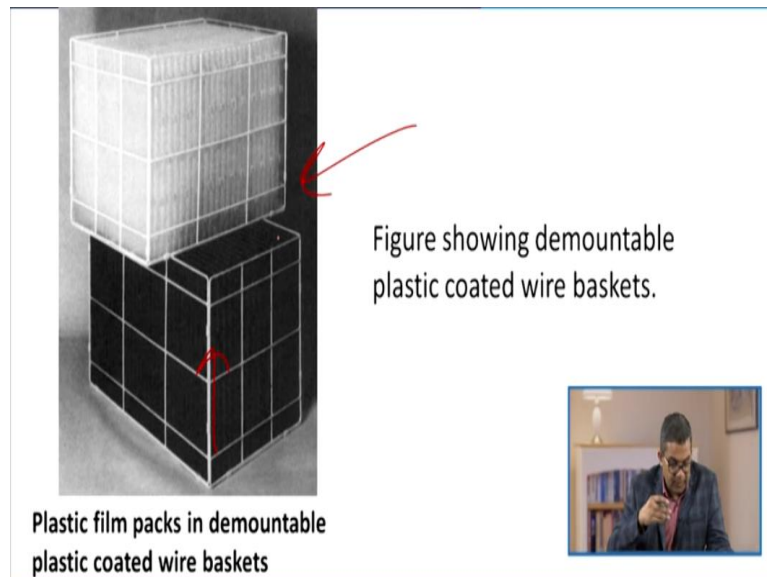 Figure showing demountable
plastic coated wire baskets.
Plastic film packs in demountable
plastic coated wire baskets